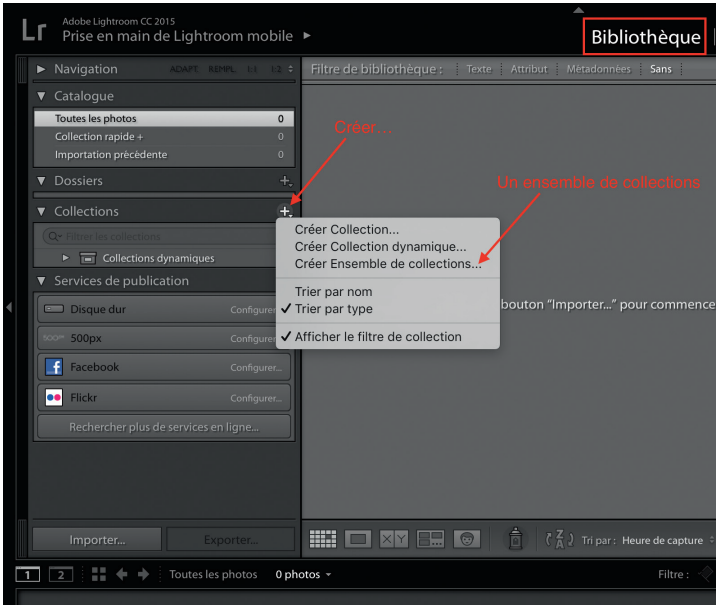 Lr
Adobe Lightroom CC 2015
Prise en main de Lightroom mobile
Bibliothèque
Navigation ADAPT. REMPL. 1:1 1:2
Filtre de bibliothèque : Texte Attribut Métadonnées Sans
Catalogue
Toutes les photos 0
Collection rapide + 0
Importation précédente 0
Créer…
Dossiers
Un ensemble de collections
Collections
Filtrer les collections
Collections dynamiques
Créer Collection...
Créer Collection dynamique...
Créer Ensemble de collections...
Trier par nom
Trier par type
Afficher le filtre de collection
bouton "Importer..." pour commence
Services de publication
Disque dur Configurer...
500px 500px Configurer...
Facebook Configurer...
Flickr Configurer...
Rechercher plus de services en ligne...
Importer... Exporter...
X Y
Z A Tri par : Heure de capture
1 2 Toutes les photos 0 photos Filtre :